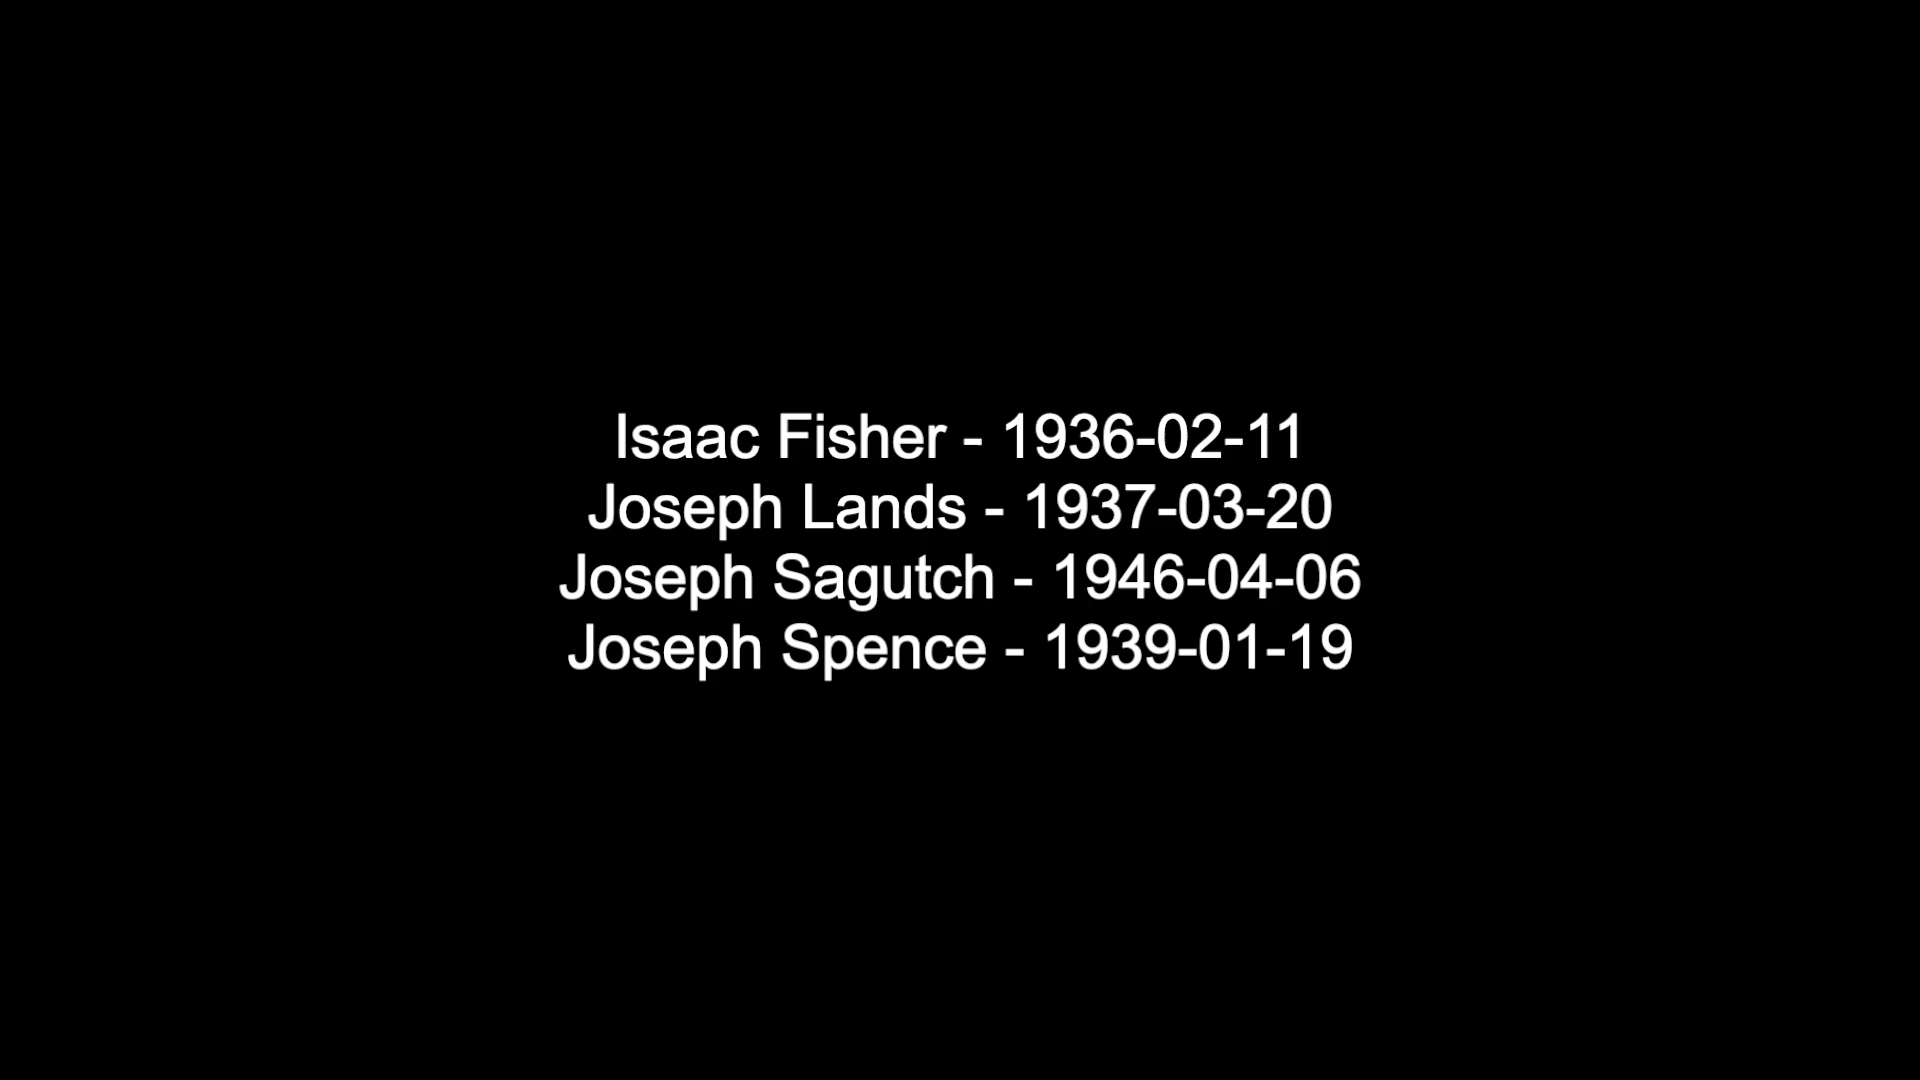 Isaac Fisher - 1936-02-11
Joseph Lands - 1937-03-20
Joseph Sagutch - 1946-04-06
Joseph Spence - 1939-01-19